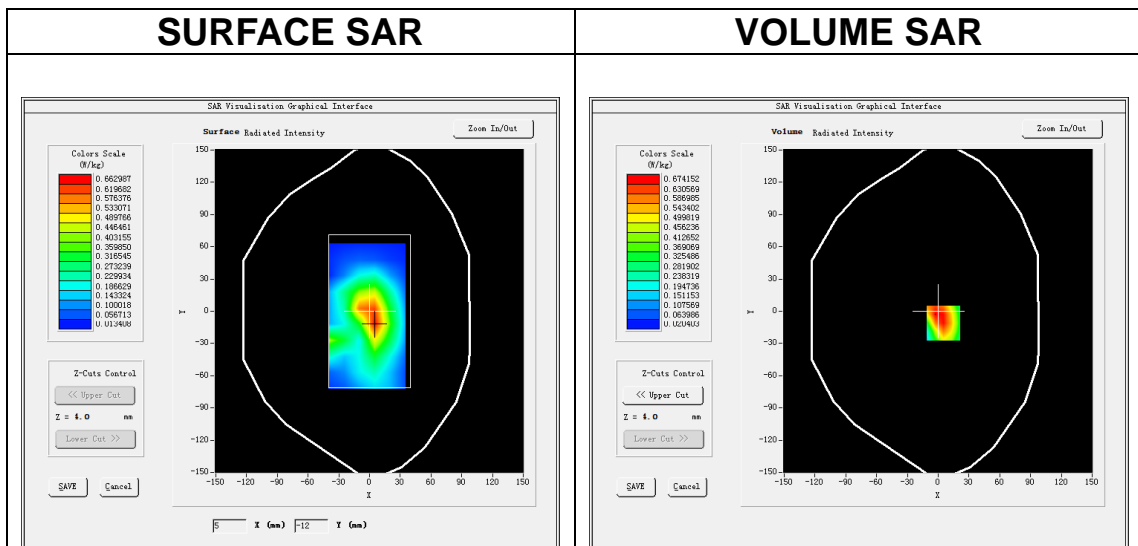 SURFACE SAR
VOLUME SAR
SAR Visualisation Graphical Interface
Surface Radiated Intensity
Zoom In/Out
Colors Scale
(W/kg)
0.662987
0.619682
0.576376
0.533071
0.489766
0.446461
0.403155
0.359850
0.316545
0.273239
0.229934
0.186629
0.143324
0.100018
0.056713
0.013408
150
120
90
60
30
0
-30
-60
-90
-120
-150
Y
-150 -120 -90 -60 -30 0 30 60 90 120 150
X
Z-Cuts Control
<< Upper Cut
Z = 4.0 mm
Lower Cut >>
SAVE Cancel
5 X (mm) -12 Y (mm)
SAR Visualisation Graphical Interface
Volume Radiated Intensity
Zoom In/Out
Colors Scale
(W/kg)
0.674152
0.630569
0.586985
0.543402
0.499819
0.456236
0.412652
0.369069
0.325486
0.281902
0.238319
0.194736
0.151153
0.107569
0.063986
0.020403
150
120
90
60
30
0
-30
-60
-90
-120
-150
Y
-150 -120 -90 -60 -30 0 30 60 90 120 150
X
Z-Cuts Control
<< Upper Cut
Z = 4.0 mm
Lower Cut >>
SAVE Cancel